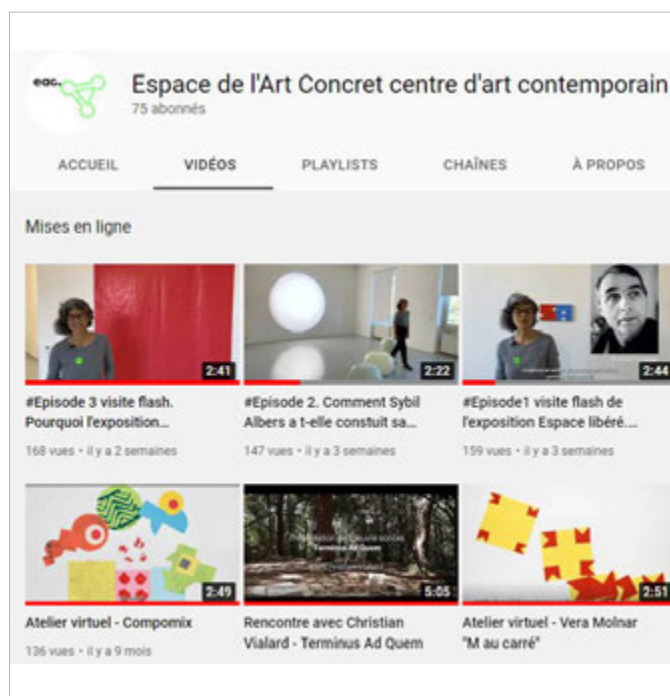 eac.
Espace de l'Art Concret centre d'art contemporain
75 abonnés
ACCUEIL VIDÉOS PLAYLISTS CHAÎNES À PROPOS
Mises en ligne
2:41 2:22 2:44
#Episode 3 visite flash. #Episode 2. Comment Sybil #Episode1 visite flash de
Pourquoi l'exposition... Albers a t-elle constuit sa... l'exposition Espace libéré....
168 vues • il y a 2 semaines 147 vues • il y a 3 semaines 159 vues • il y a 3 semaines
Terminus Ad Quem
2:49 5:05 2:51
Atelier virtuel - Compomix Rencontre avec Christian Atelier virtuel - Vera Molnar
Vialard - Terminus Ad Quem "M au carré"
136 vues • il y a 9 mois